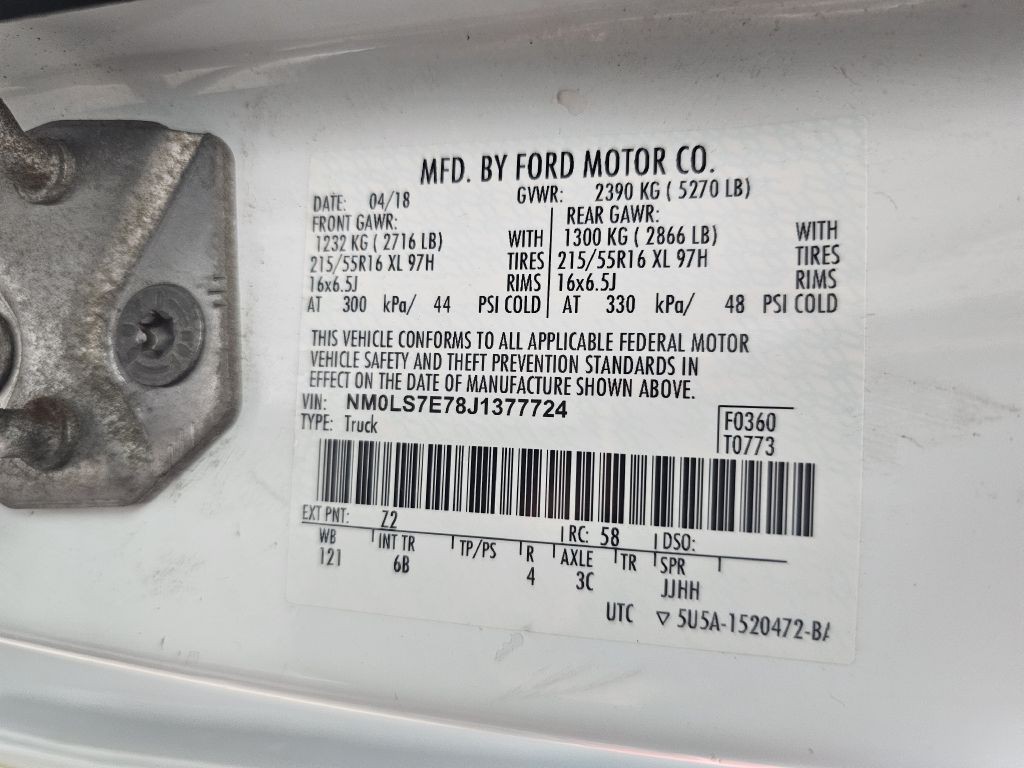 MFD. BY FORD MOTOR CO.
DATE: 04/18 GVWR: 2390 KG ( 5270 LB)
FRONT GAWR: REAR GAWR:
1232 KG ( 2716 LB) WITH 1300 KG ( 2866 LB) WITH
215/55R16 XL 97H TIRES 215/55R16 XL 97H TIRES
16x6.5J RIMS 16x6.5J RIMS
AT 300 kPa/ 44 PSI COLD AT 330 kPa/ 48 PSI COLD
THIS VEHICLE CONFORMS TO ALL APPLICABLE FEDERAL MOTOR
VEHICLE SAFETY AND THEFT PREVENTION STANDARDS IN
EFFECT ON THE DATE OF MANUFACTURE SHOWN ABOVE.
VIN: NM0LS7E78J1377724
TYPE: Truck
F0360
T0773
EXT PNT: Z2 RC: 58 DSO:
WB INT TR TP/PS R AXLE TR SPR
121 6B 4 3C JJHH
UTC ▽ 5U5A-1520472-BA